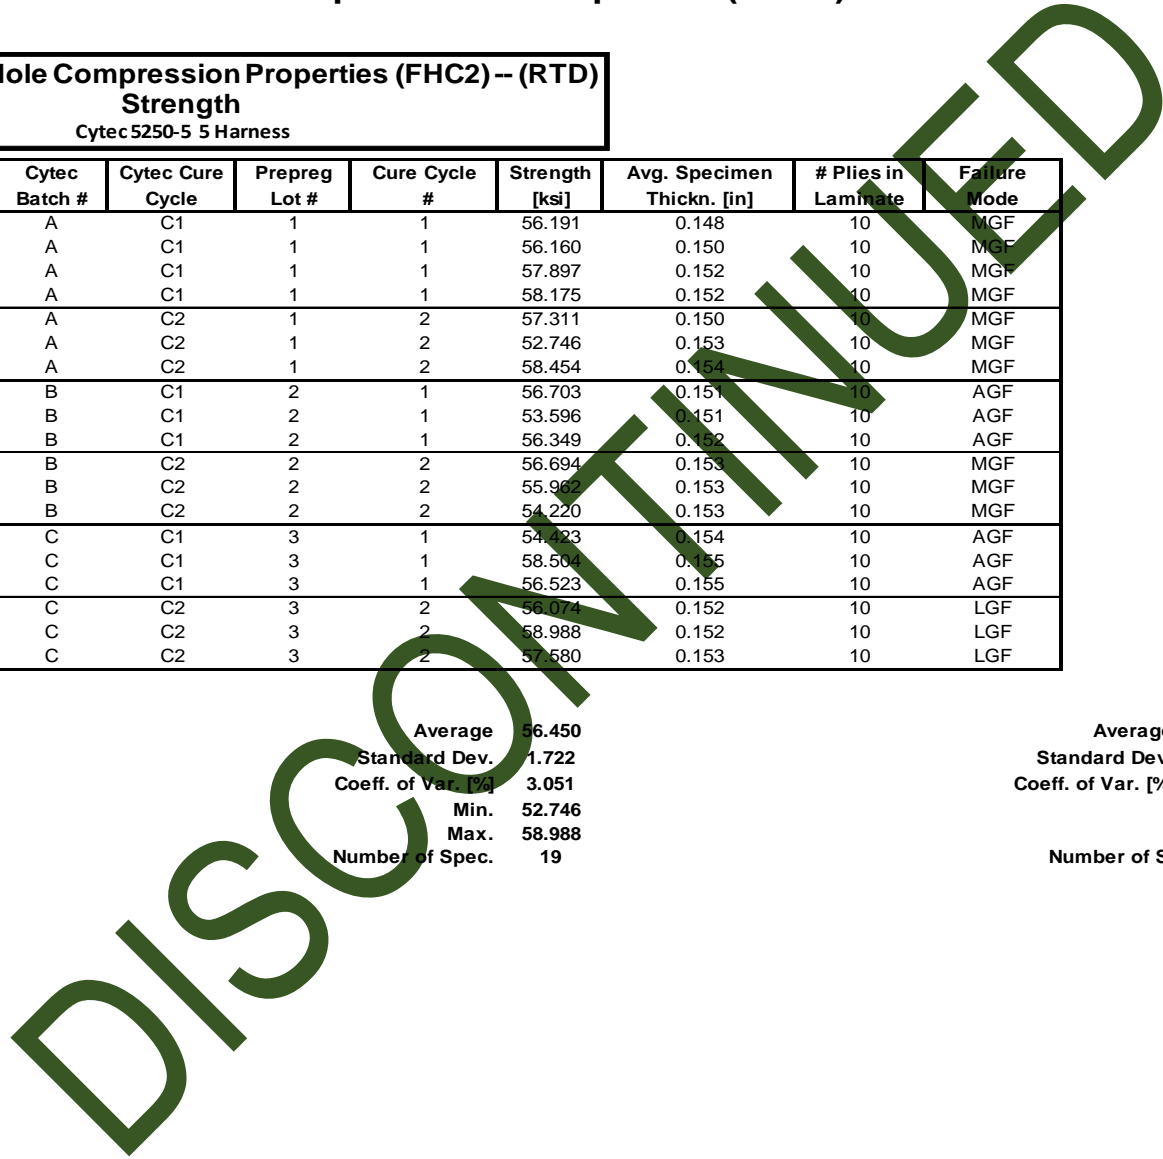 Compression Properties (FHC2) -- (RTD)
Strength
Cytec 5250-5 5 Harness
Cytec Cytec Cure Prepreg Cure Cycle Strength Avg. Specimen # Plies in Failure
Batch # Cycle Lot # # [ksi] Thickn. [in] Laminate Mode
A C1 1 1 56.191 0.148 10 MGF
A C1 1 1 56.160 0.150 10 MGF
A C1 1 1 57.897 0.152 10 MGF
A C1 1 1 58.175 0.152 10 MGF
A C2 1 2 57.311 0.150 10 MGF
A C2 1 2 52.746 0.153 10 MGF
A C2 1 2 58.454 0.154 10 MGF
B C1 2 1 56.703 0.151 10 AGF
B C1 2 1 53.596 0.151 10 AGF
B C1 2 1 56.349 0.152 10 AGF
B C2 2 2 56.694 0.153 10 MGF
B C2 2 2 55.962 0.153 10 MGF
B C2 2 2 54.220 0.153 10 MGF
C C1 3 1 54.423 0.154 10 AGF
C C1 3 1 58.504 0.155 10 AGF
C C1 3 1 56.523 0.155 10 AGF
C C2 3 2 56.074 0.152 10 LGF
C C2 3 2 58.988 0.152 10 LGF
C C2 3 2 57.580 0.153 10 LGF
Average 56.450 Average
Standard Dev. 1.722 Standard Dev
Coeff. of Var. [%] 3.051 Coeff. of Var. [%
Min. 52.746
Max. 58.988
Number of Spec. 19 Number of S
DISCONTINUED